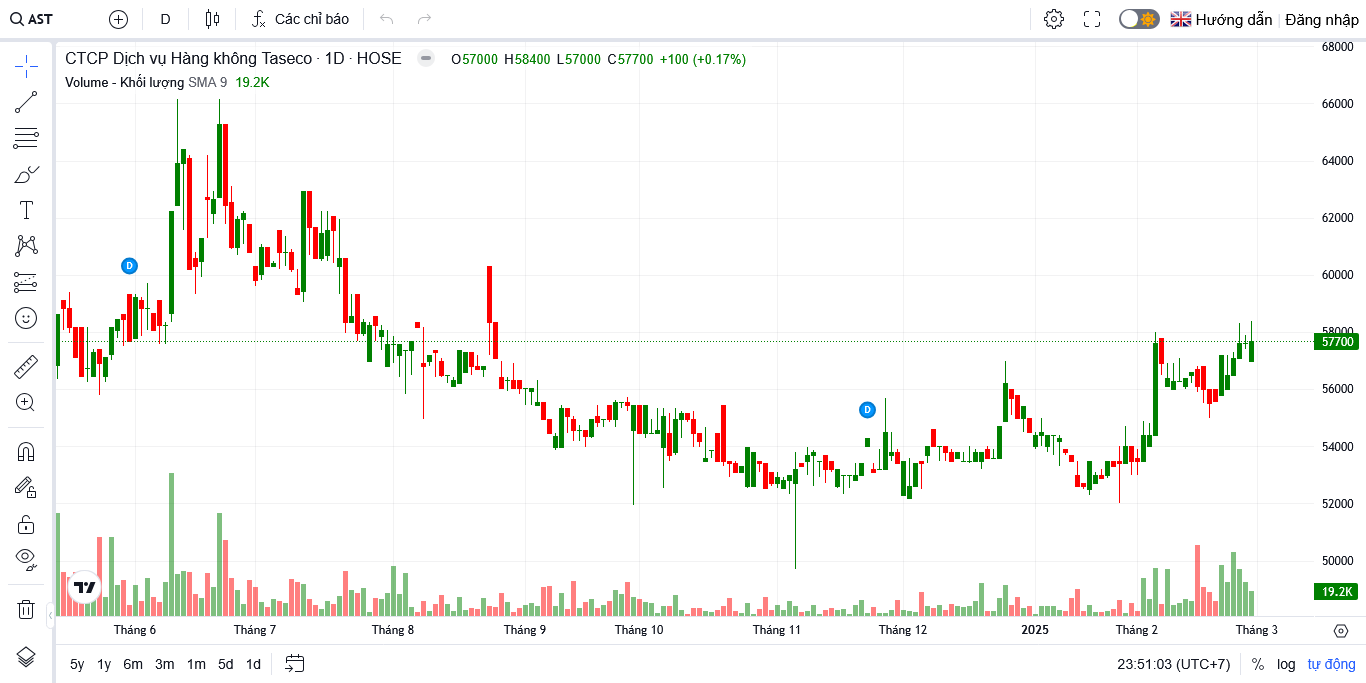 AST D Các chỉ báo Hướng dẫn Đăng nhập
CTCP Dịch vụ Hàng không Taseco · 1D · HOSE O57000 H58400 L57000 C57700 +100 (+0.17%)
Volume - Khối lượng SMA 9 19.2K
68000
66000
64000
62000
60000
58000
57700
56000
54000
52000
50000
19.2K
D
D
Tháng 6 Tháng 7 Tháng 8 Tháng 9 Tháng 10 Tháng 11 Tháng 12 2025 Tháng 2 Tháng 3
5y 1y 6m 3m 1m 5d 1d 23:51:03 (UTC+7) % log tự động